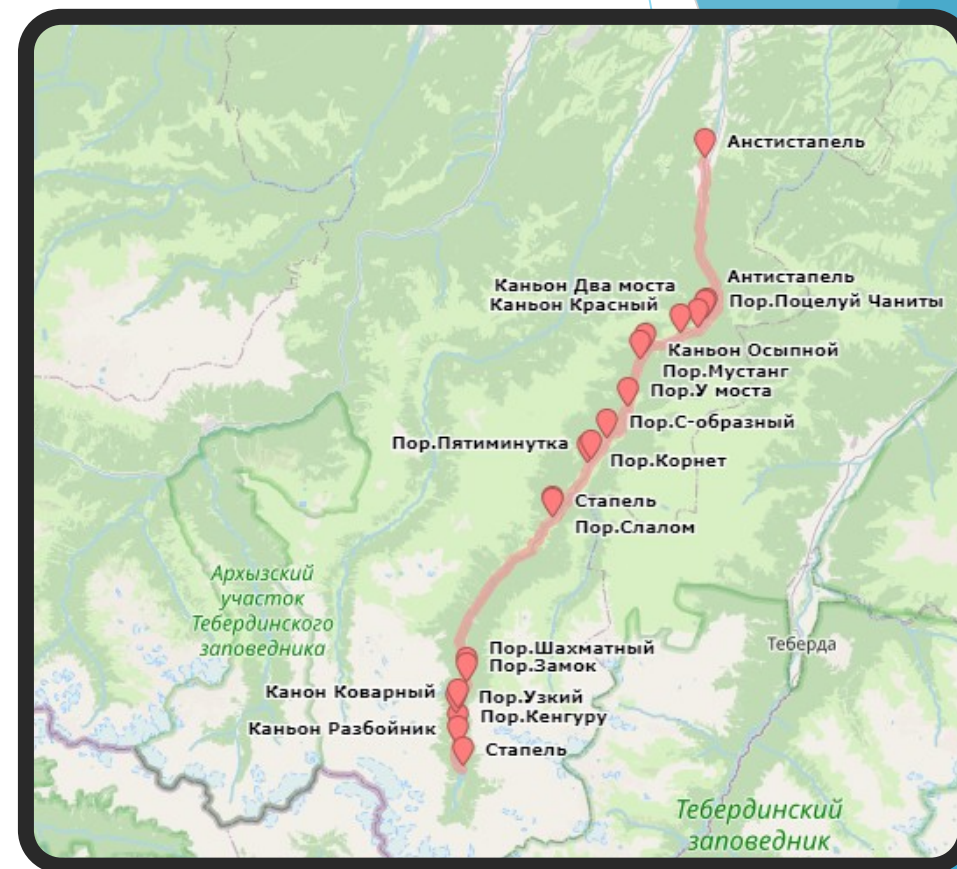 Анстистапель
Антистапель
Каньон Два моста
Пор.Поцелуй Чаниты
Каньон Красный
Каньон Осыпной
Пор.Мустанг
Пор.У моста
Пор.С-образный
Пор.Пятиминутка
Пор.Корнет
Стапель
Пор.Слалом
Архызский
участок
Тебердинского
заповедника
Теберда
Пор.Шахматный
Пор.Замок
Канон Коварный
Пор.Узкий
Пор.Кенгуру
Каньон Разбойник
Стапель
Тебердинский
заповедник